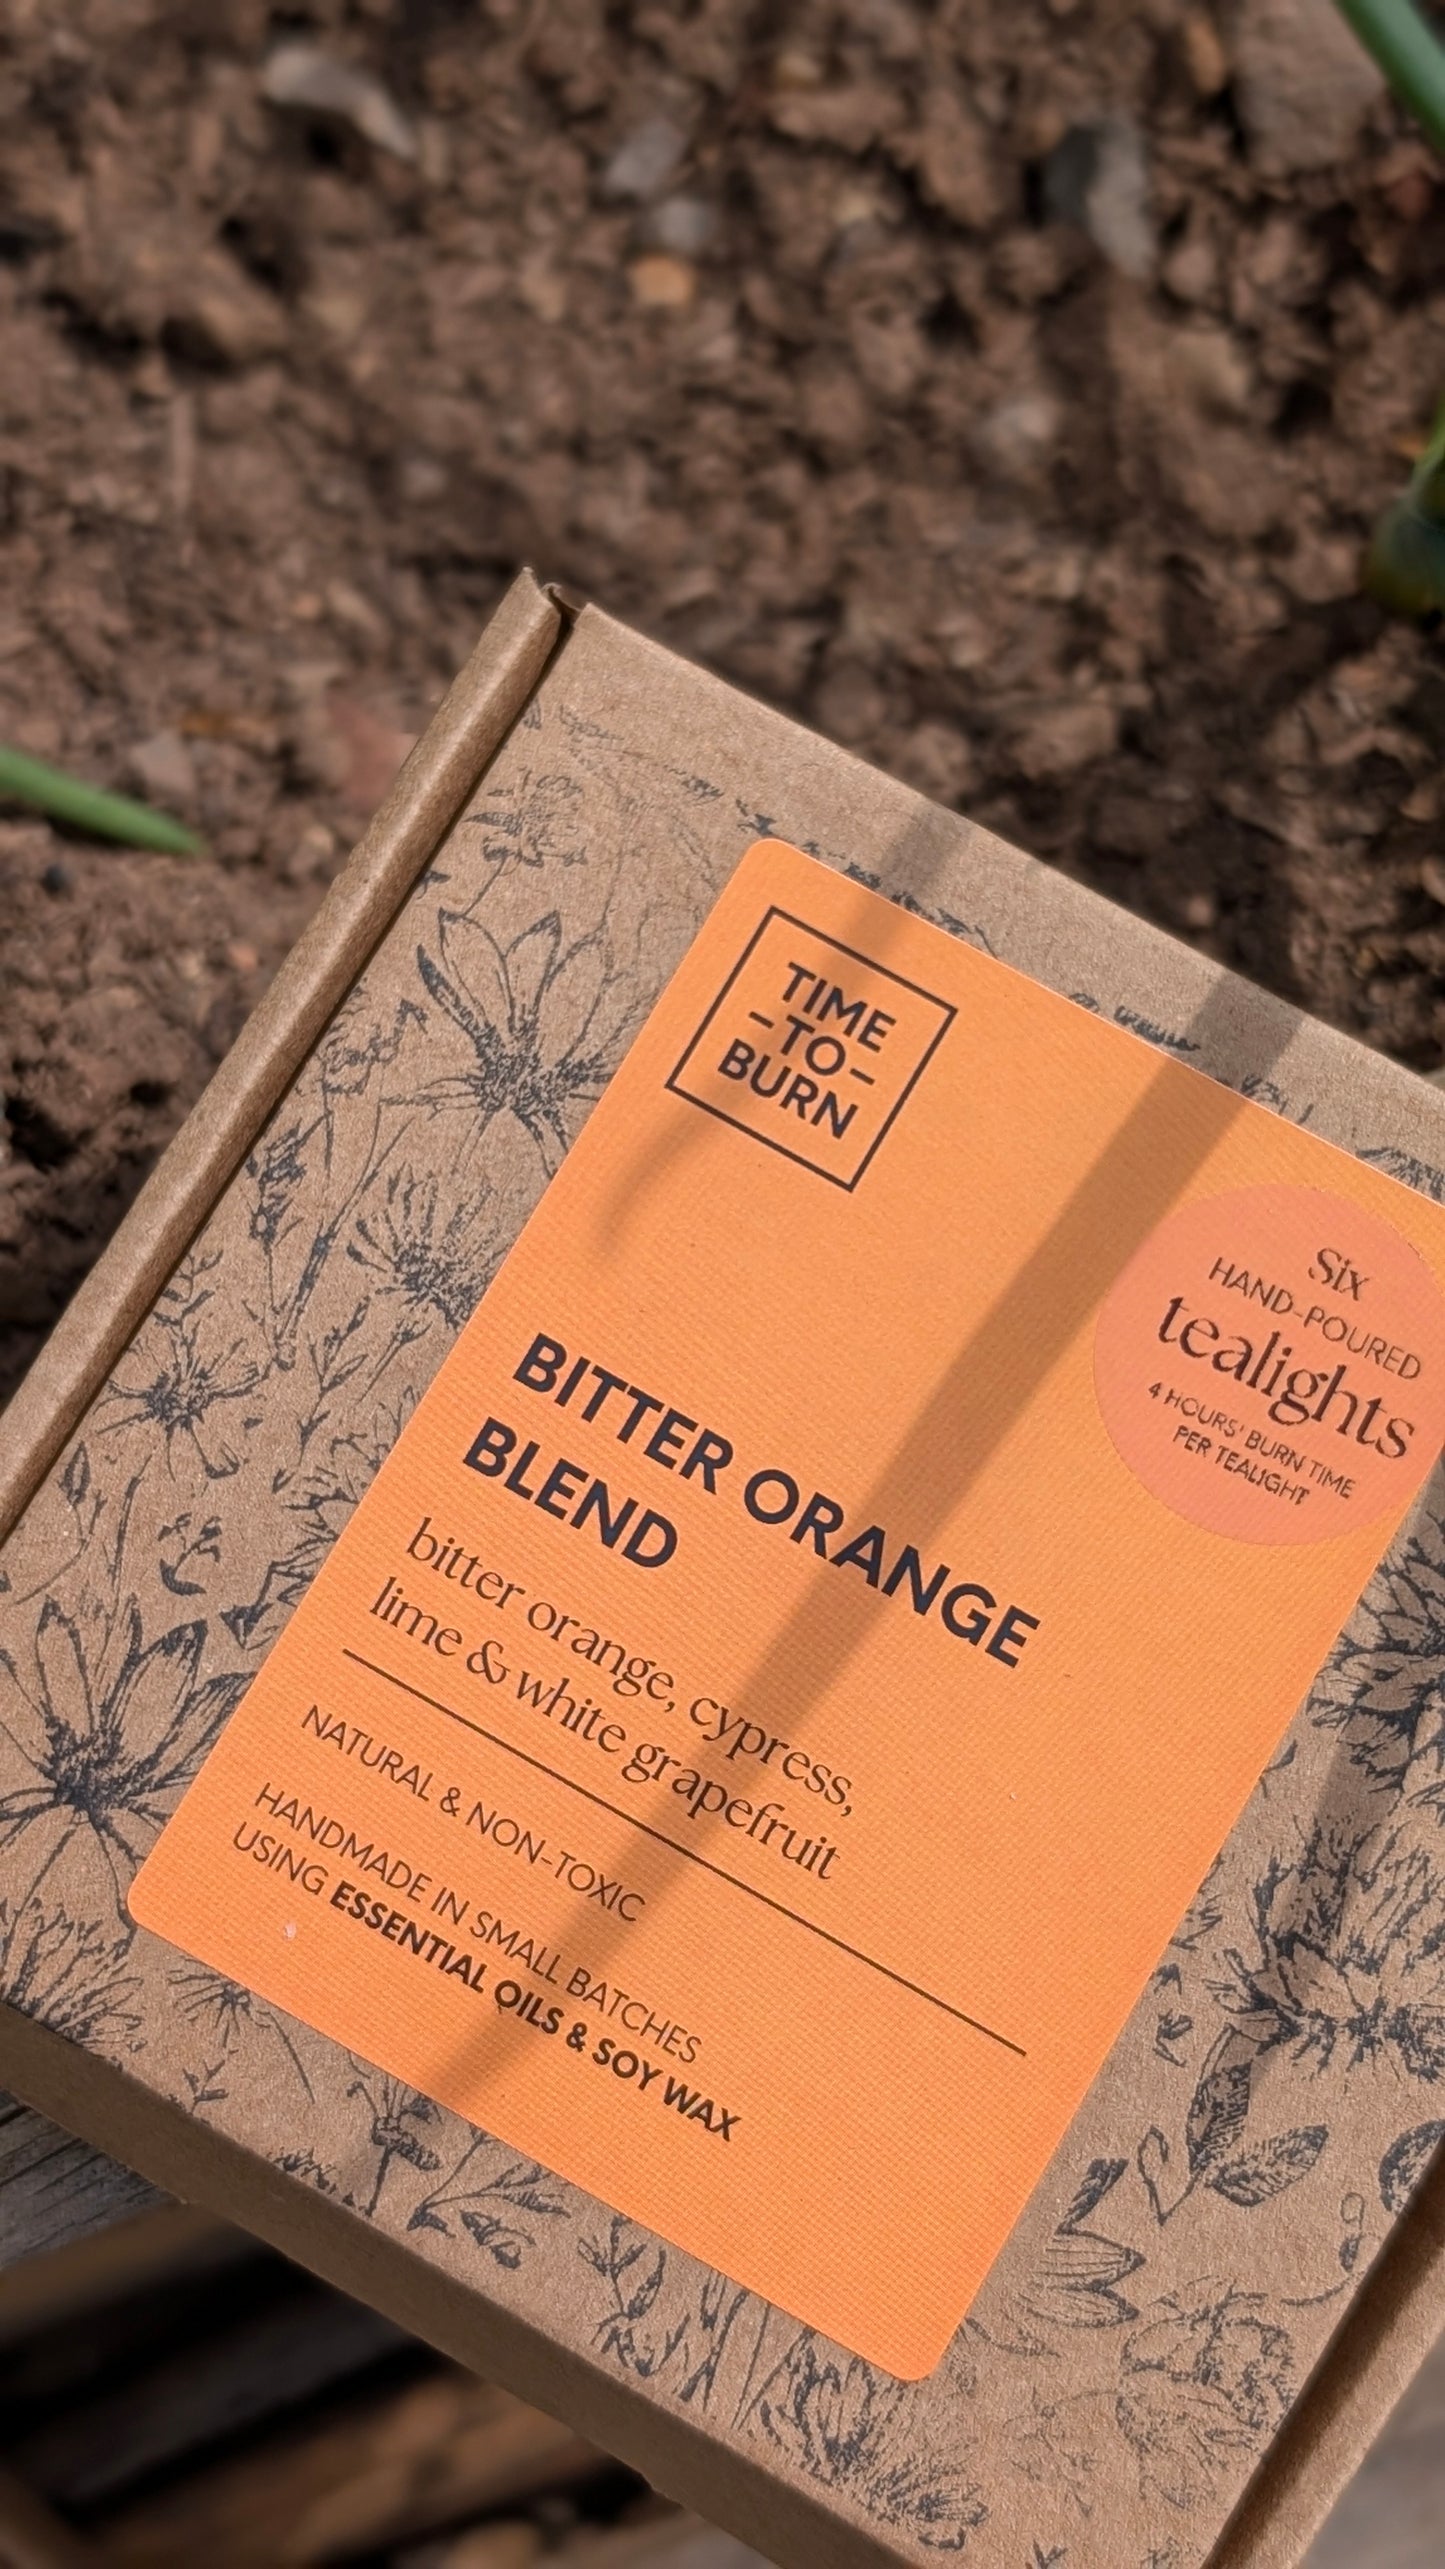 TIME
-TO-
BURN
Six
HAND-POURED
tealights
4 HOURS' BURN TIME
PER TEALIGHT
BITTER ORANGE
BLEND
bitter orange, cypress,
lime & white grapefruit
NATURAL & NON-TOXIC
HANDMADE IN SMALL BATCHES
USING ESSENTIAL OILS & SOY WAX